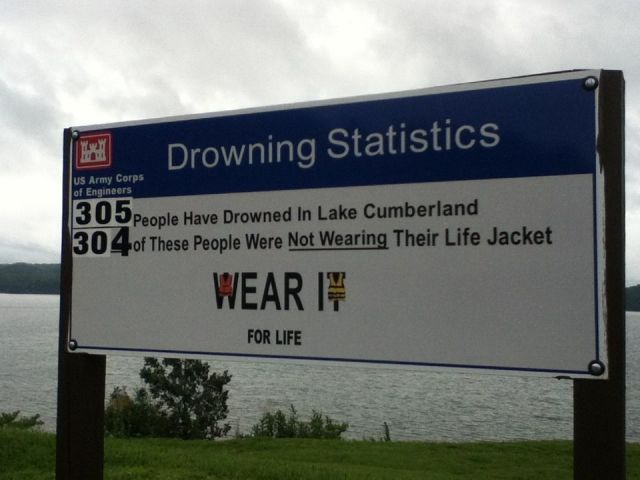 Drowning Statistics
US Army Corps
of Engineers
305 People Have Drowned In Lake Cumberland
304 of These People Were Not Wearing Their Life Jacket
WEAR IT
FOR LIFE